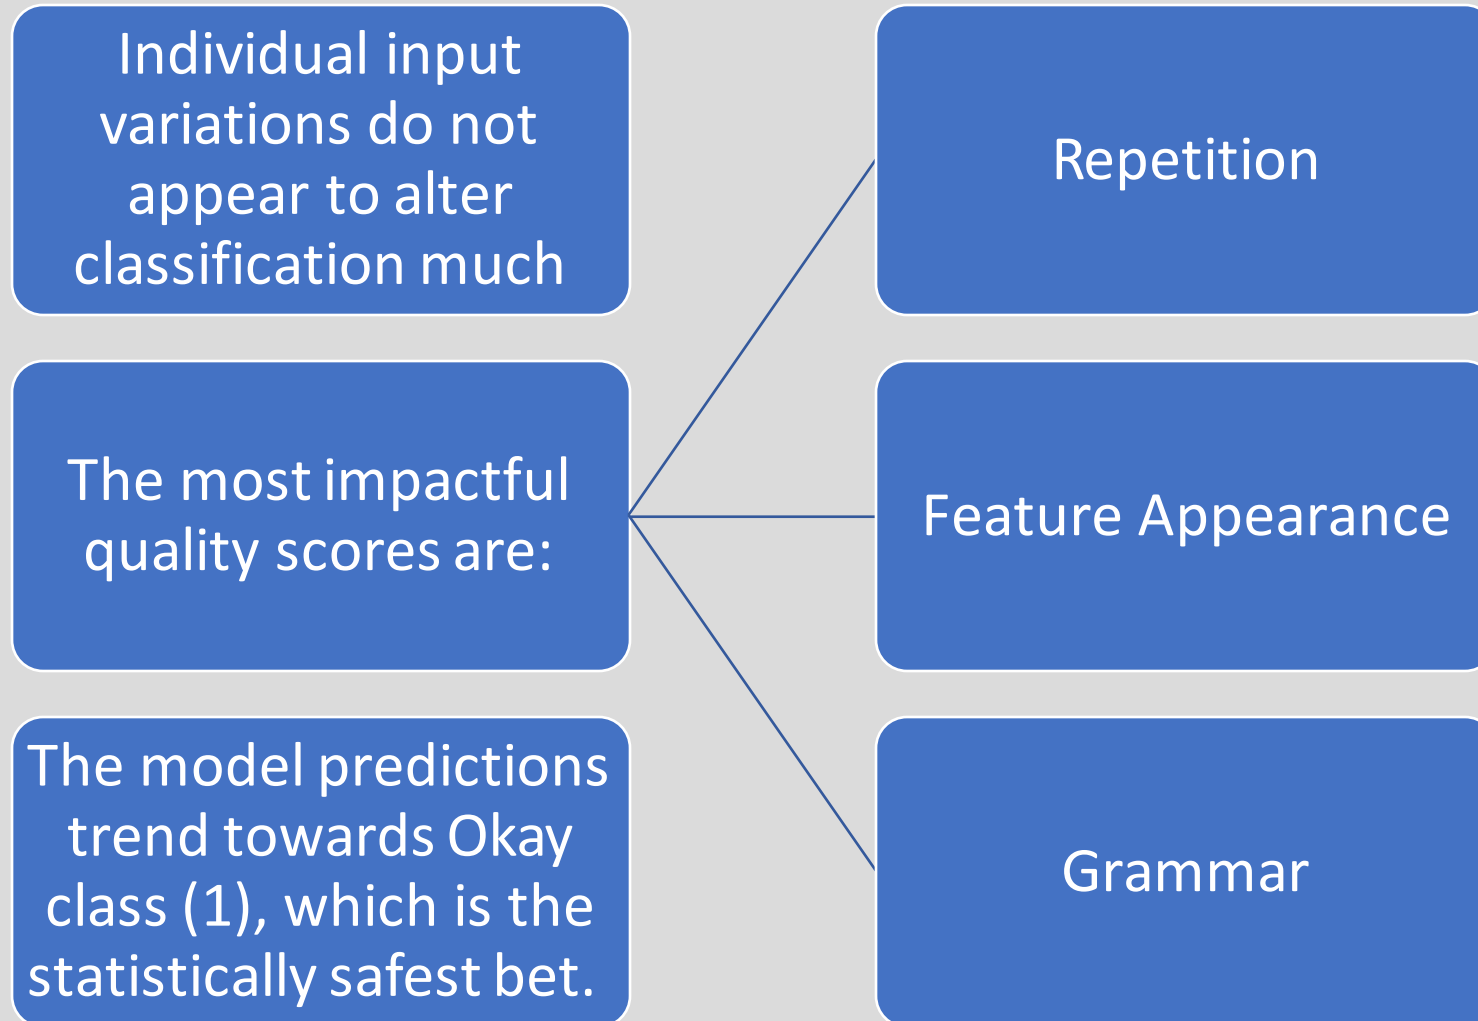 Individual input
variations do not
appear to alter
classification much
The most impactful
quality scores are:
Repetition
Feature Appearance
Grammar
The model predictions
trend towards Okay
class (1), which is the
statistically safest bet.